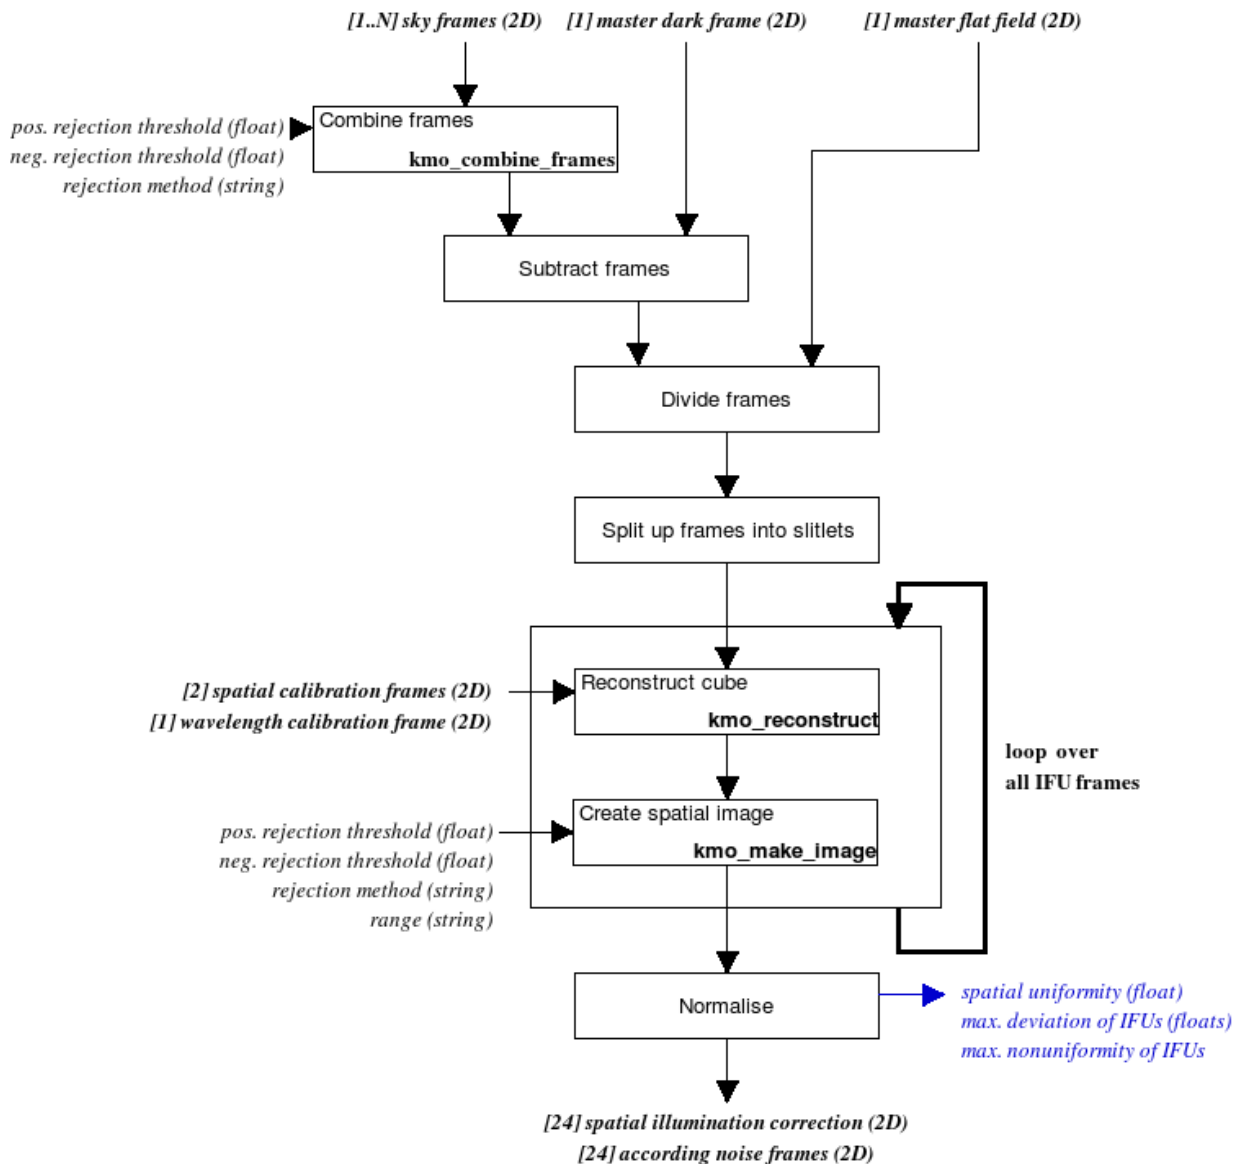 [1..N] sky frames (2D) [1] master dark frame (2D) [1] master flat field (2D)
Combine frames
pos. rejection threshold (float)
neg. rejection threshold (float)
kmo_combine_frames
rejection method (string)
Subtract frames
Divide frames
Split up frames into slitlets
Reconstruct cube
[2] spatial calibration frames (2D)
[1] wavelength calibration frame (2D)
kmo_reconstruct
loop over
all IFU frames
Create spatial image
pos. rejection threshold (float)
kmo_make_image
neg. rejection threshold (float)
rejection method (string)
range (string)
Normalise
spatial uniformity (float)
max. deviation of IFUs (floats)
max. nonuniformity of IFUs
[24] spatial illumination correction (2D)
[24] according noise frames (2D)